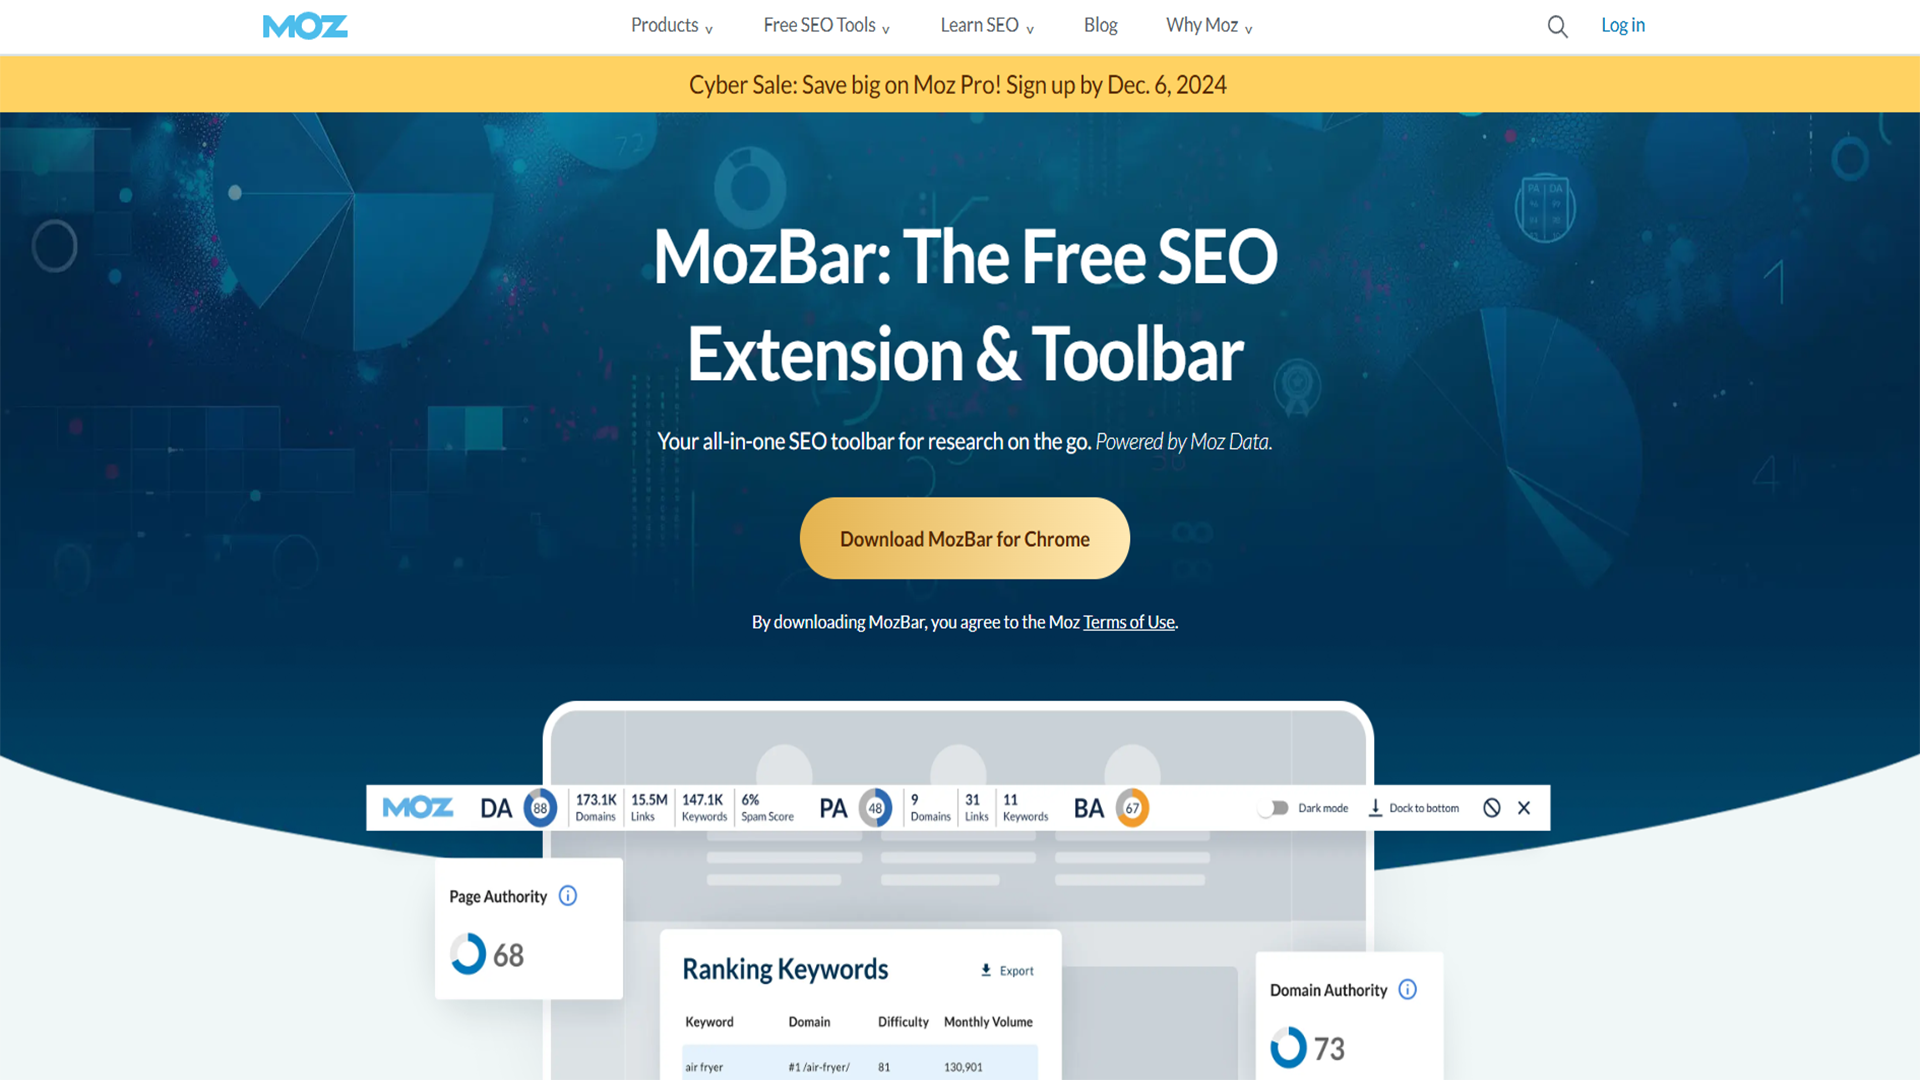 MOZ
Products Free SEO Tools Learn SEO Blog Why Moz Log in
Cyber Sale: Save big on Moz Pro! Sign up by Dec. 6, 2024
MozBar: The Free SEO
Extension & Toolbar
Your all-in-one SEO toolbar for research on the go. Powered by Moz Data.
Download MozBar for Chrome
By downloading MozBar, you agree to the Moz Terms of Use.
MOZ DA 88 173.1K Domains 15.5M Links 147.1K Keywords 6% Spam Score PA 48 9 Domains 31 Links 11 Keywords BA 67 Dark mode Dock to bottom
Page Authority
68
Ranking Keywords Export
Keyword Domain Difficulty Monthly Volume
air fryer #1 /air-fryer/ 81 130,901
Domain Authority
73
PA DA
1
4